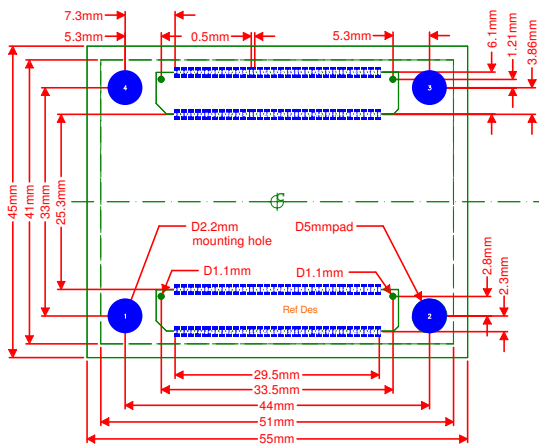 7.3mm
5.3mm
0.5mm
5.3mm
6.1mm
1.21mm
3.86mm
4
3
45mm
41mm
33mm
25.3mm
D2.2mm
mounting hole
D5mmpad
D1.1mm
D1.1mm
2.8mm
2.3mm
Ref Des
1
2
29.5mm
33.5mm
44mm
51mm
55mm